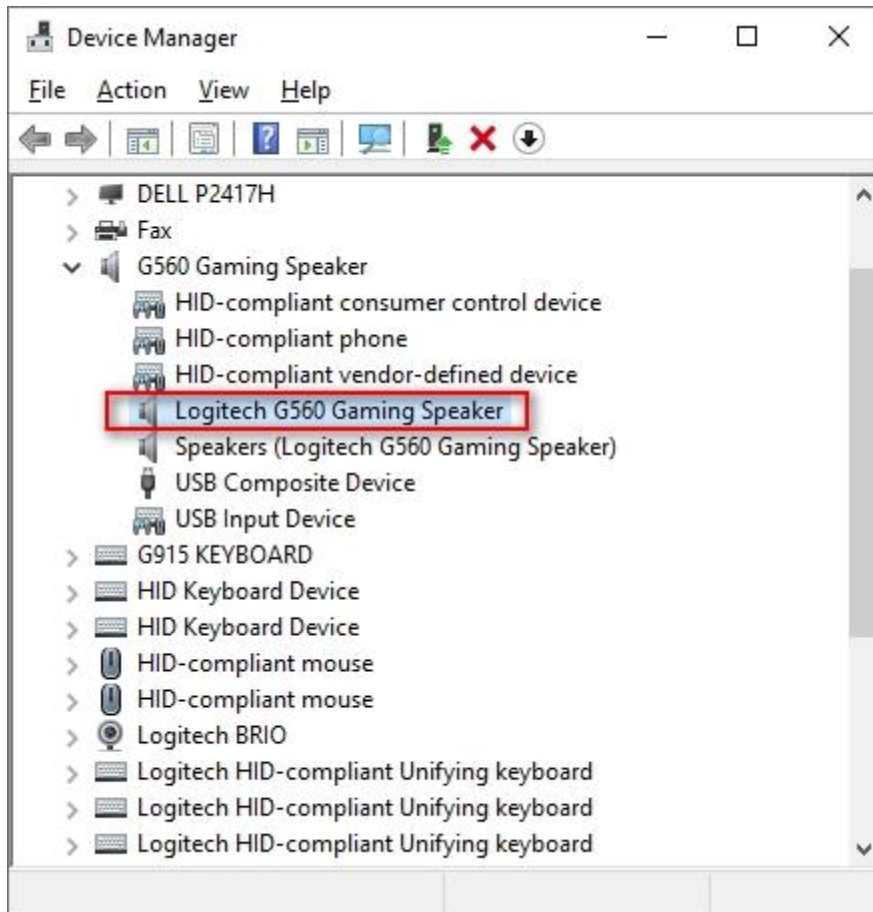 Device Manager
File Action View Help
DELL P2417H
Fax
G560 Gaming Speaker
HID-compliant consumer control device
HID-compliant phone
HID-compliant vendor-defined device
Logitech G560 Gaming Speaker
Speakers (Logitech G560 Gaming Speaker)
USB Composite Device
USB Input Device
G915 KEYBOARD
HID Keyboard Device
HID Keyboard Device
HID-compliant mouse
HID-compliant mouse
Logitech BRIO
Logitech HID-compliant Unifying keyboard
Logitech HID-compliant Unifying keyboard
Logitech HID-compliant Unifying keyboard